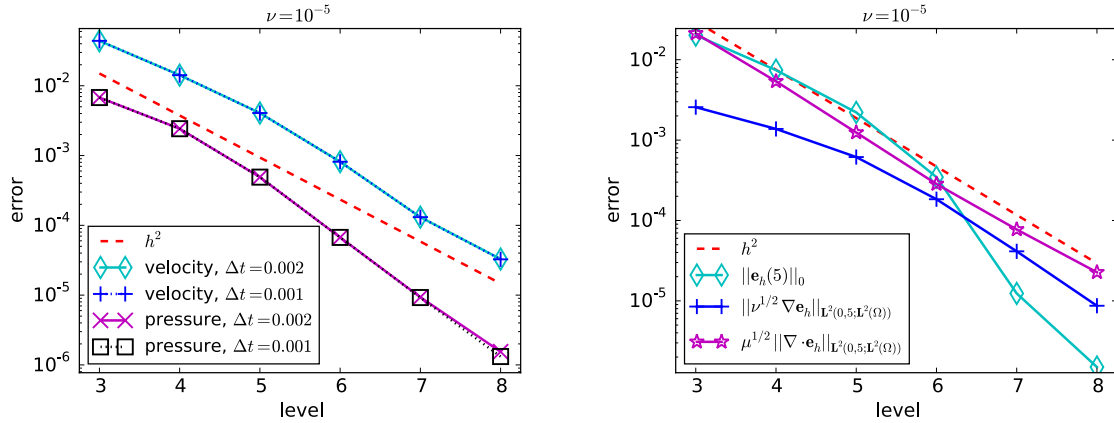 ν=10⁻⁵
error
10⁻²
10⁻³
10⁻⁴
10⁻⁵
10⁻⁶
h²
velocity, Δt=0.002
velocity, Δt=0.001
pressure, Δt=0.002
pressure, Δt=0.001
3 4 5 6 7 8
level
ν=10⁻⁵
error
10⁻²
10⁻³
10⁻⁴
10⁻⁵
h²
||e_h(5)||₀
||ν^{1/2} ∇e_h||_{L²(0,5;L²(Ω))}
μ^{1/2} ||∇·e_h||_{L²(0,5;L²(Ω))}
3 4 5 6 7 8
level